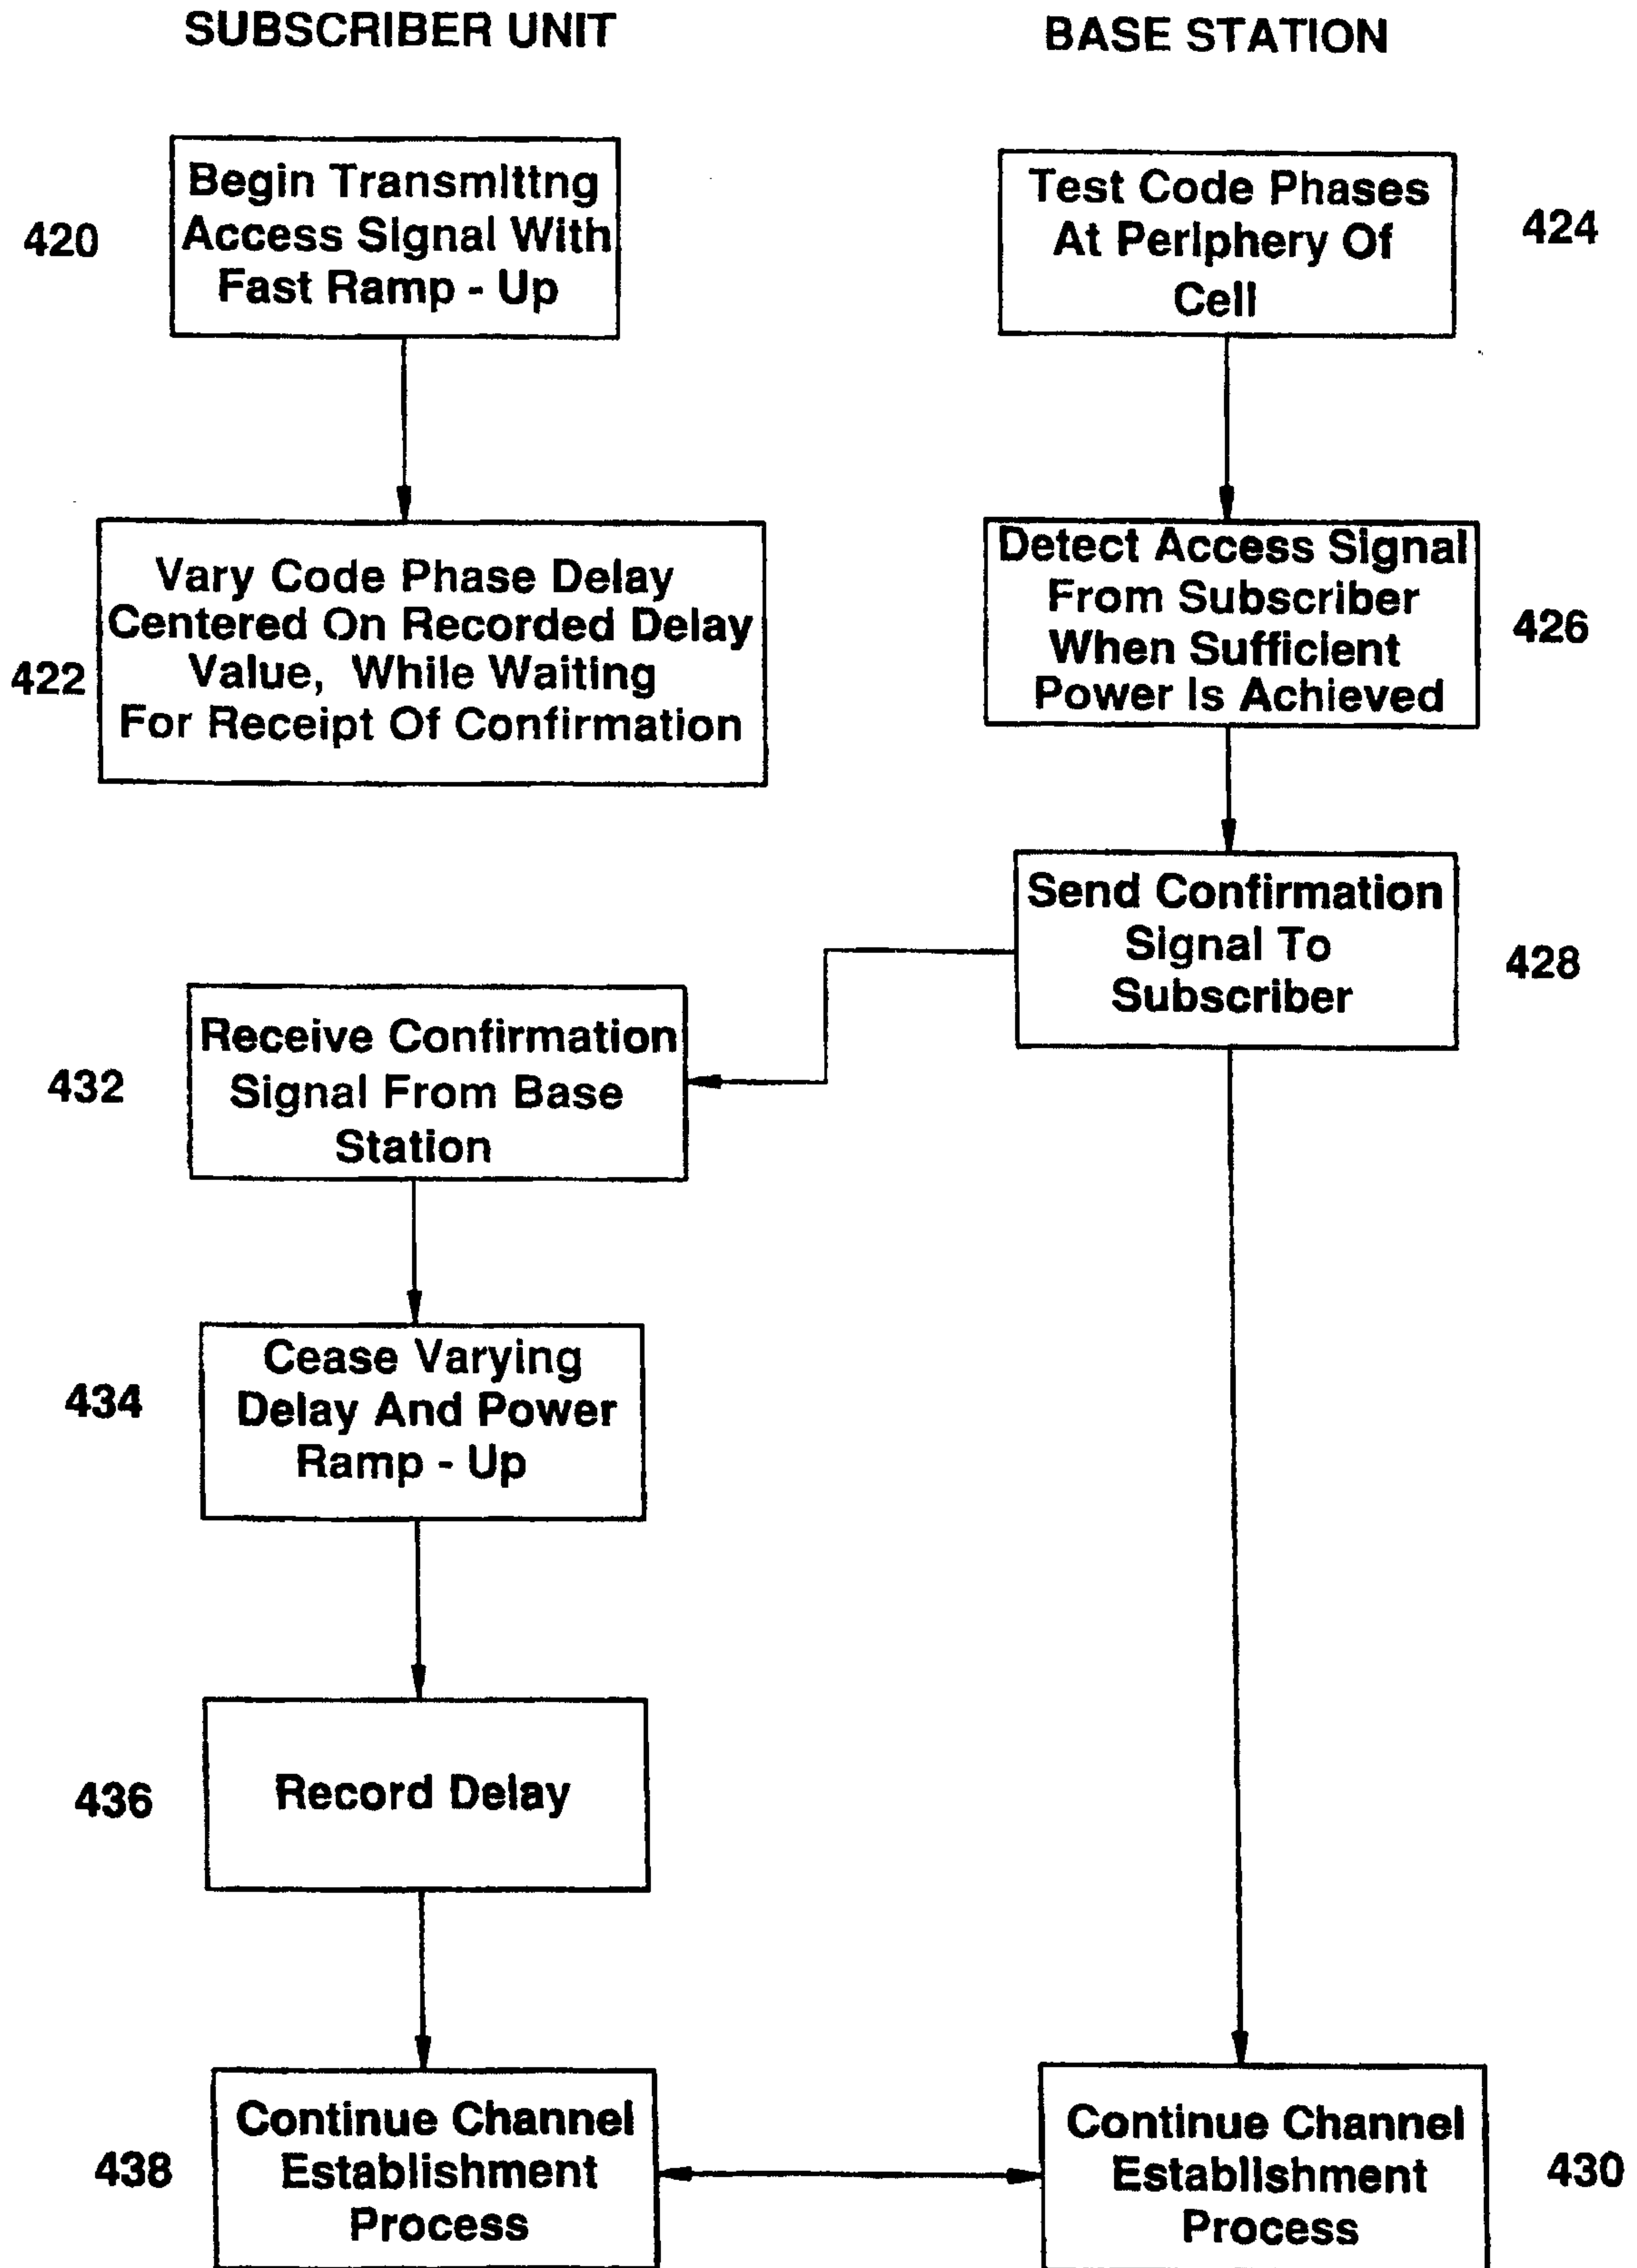 SUBSCRIBER UNIT
BASE STATION
420
Begin Transmittng
Access Signal With
Fast Ramp - Up
Test Code Phases
At Periphery Of
Cell
424
422
Vary Code Phase Delay
Centered On Recorded Delay
Value, While Waiting
For Receipt Of Confirmation
Detect Access Signal
From Subscriber
When Sufficient
Power Is Achieved
426
Send Confirmation
Signal To
Subscriber
428
432
Receive Confirmation
Signal From Base
Station
434
Cease Varying
Delay And Power
Ramp - Up
436
Record Delay
438
Continue Channel
Establishment
Process
Continue Channel
Establishment
Process
430